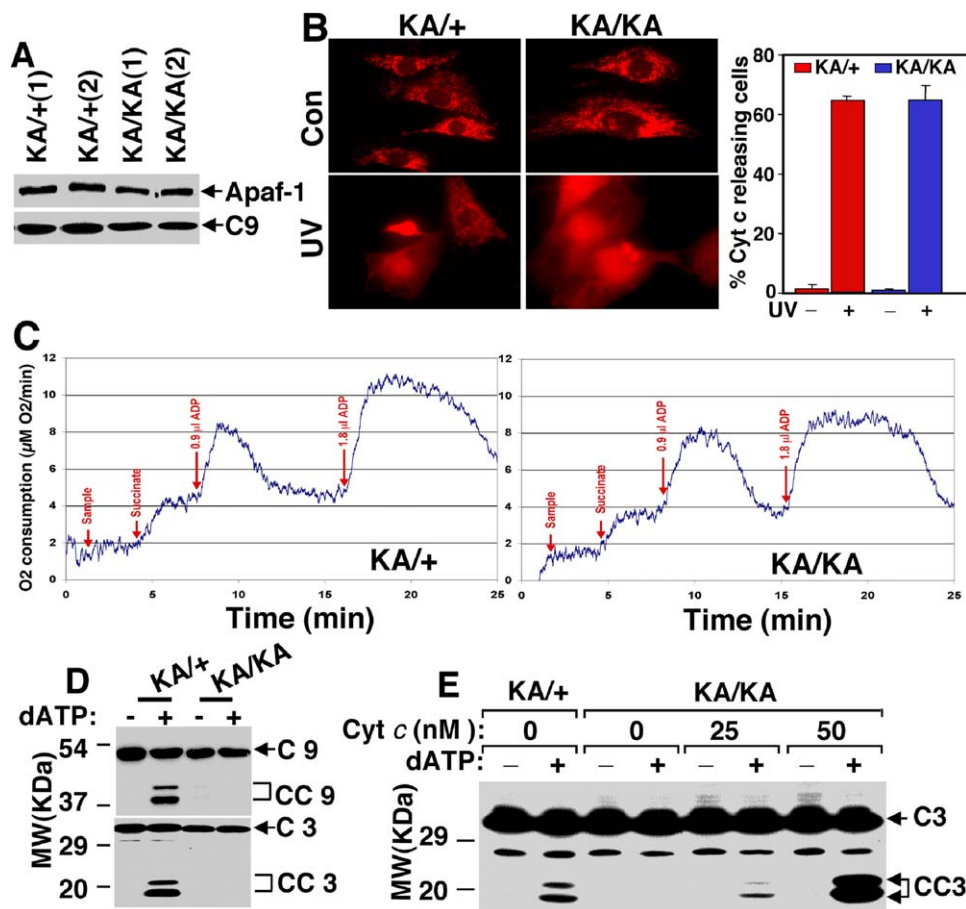 A
KA/+(1)
KA/+(2)
KA/KA(1)
KA/KA(2)
Apaf-1
C9
B
KA/+
KA/KA
Con
UV
% Cyt c releasing cells
80
60
40
20
0
KA/+
KA/KA
UV – + – +
C
O2 consumption (µM O2/min)
12
10
8
6
4
2
0
Sample
Succinate
0.9 µl ADP
1.8 µl ADP
KA/+
0 5 10 15 20 25
Time (min)
12
10
8
6
4
2
0
Sample
Succinate
0.9 µl ADP
1.8 µl ADP
KA/KA
0 5 10 15 20 25
Time (min)
D
KA/+
KA/KA
dATP: - + - +
MW(KDa)
54
37
29
20
C 9
CC 9
C 3
CC 3
E
KA/+
KA/KA
Cyt c (nM) 0 0 25 50
dATP: – + – + – + – +
MW(KDa)
29
20
C3
CC3